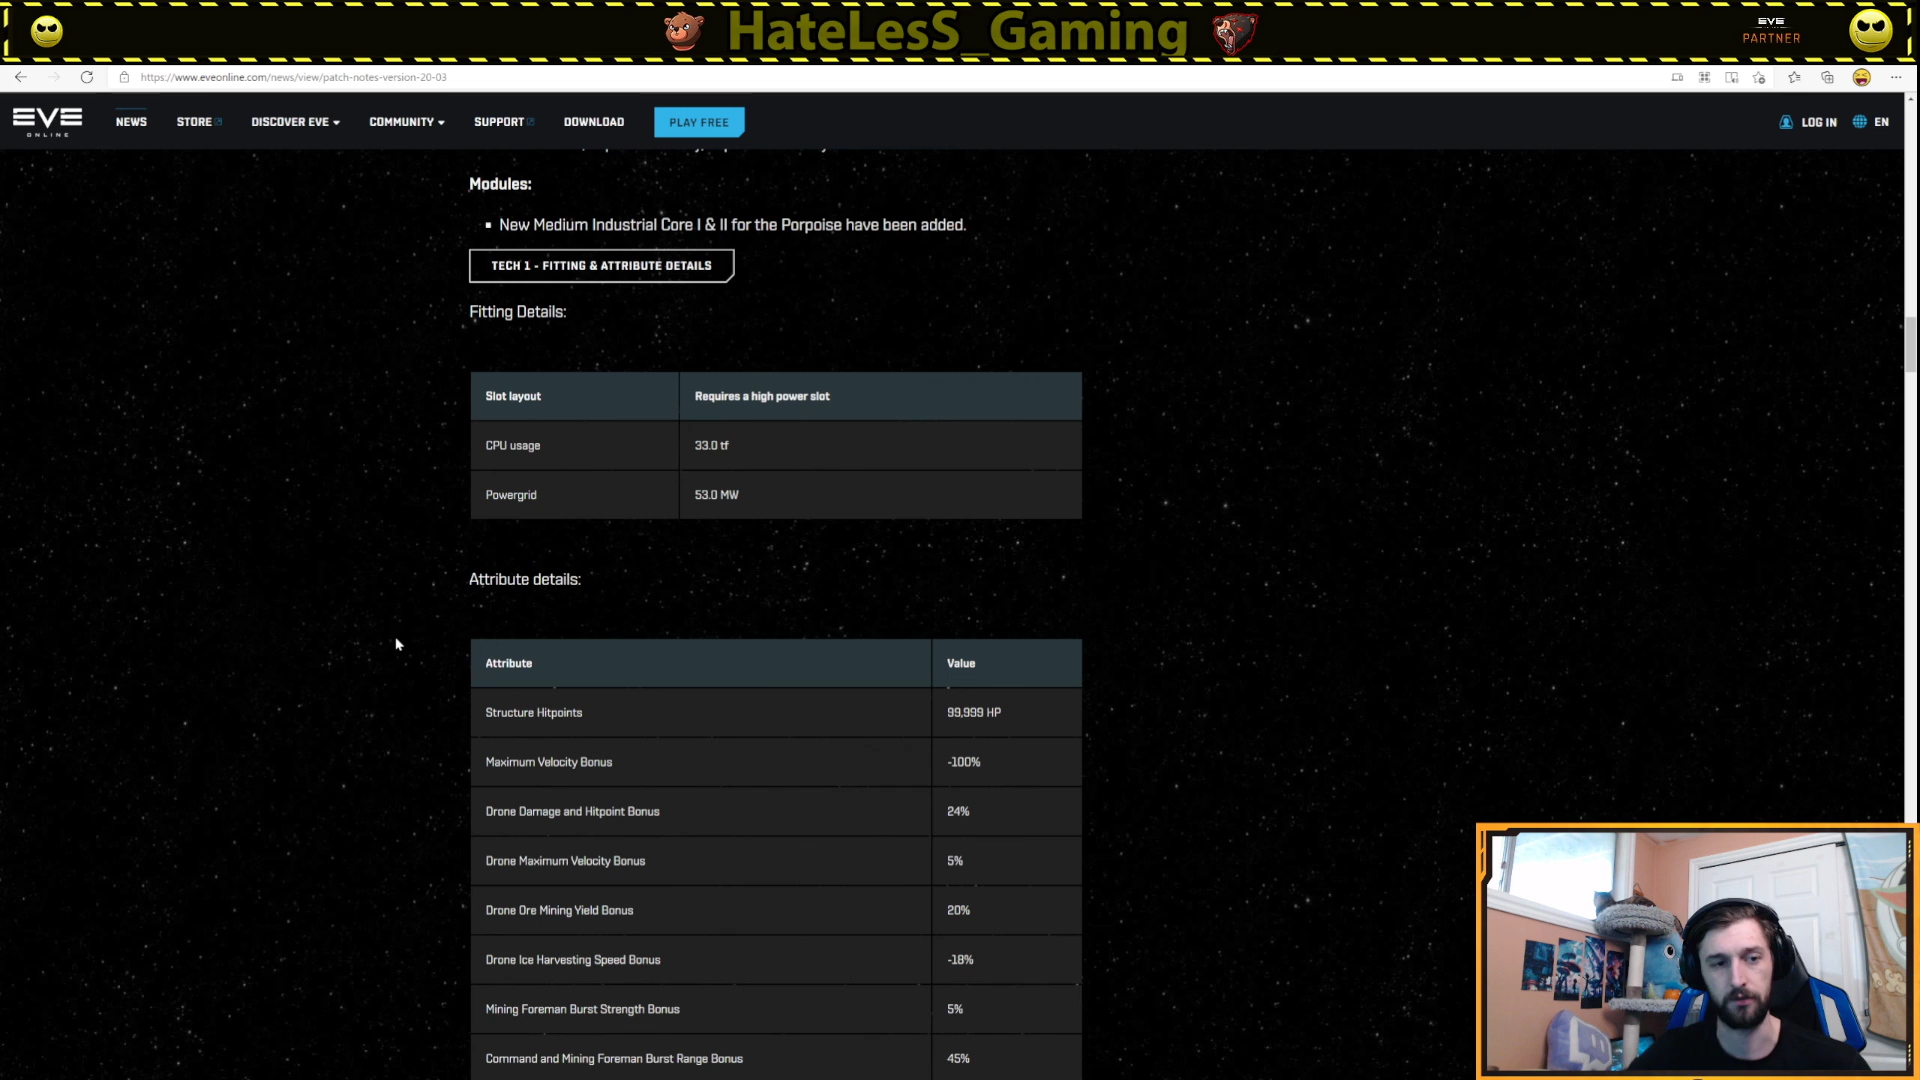 HateLesS_Gaming
EVE
PARTNER
https://www.eveonline.com/news/view/patch-notes-version-20-03
EVE
ONLINE
NEWS
STORE
DISCOVER EVE
COMMUNITY
SUPPORT
DOWNLOAD
PLAY FREE
LOG IN
EN
Modules:
New Medium Industrial Core I & II for the Porpoise have been added.
TECH 1 - FITTING & ATTRIBUTE DETAILS
Fitting Details:
Slot layout
Requires a high power slot
CPU usage
33.0 tf
Powergrid
53.0 MW
Attribute details:
Attribute
Value
Structure Hitpoints
99,999 HP
Maximum Velocity Bonus
-100%
Drone Damage and Hitpoint Bonus
24%
Drone Maximum Velocity Bonus
5%
Drone Ore Mining Yield Bonus
20%
Drone Ice Harvesting Speed Bonus
-18%
Mining Foreman Burst Strength Bonus
5%
Command and Mining Foreman Burst Range Bonus
45%